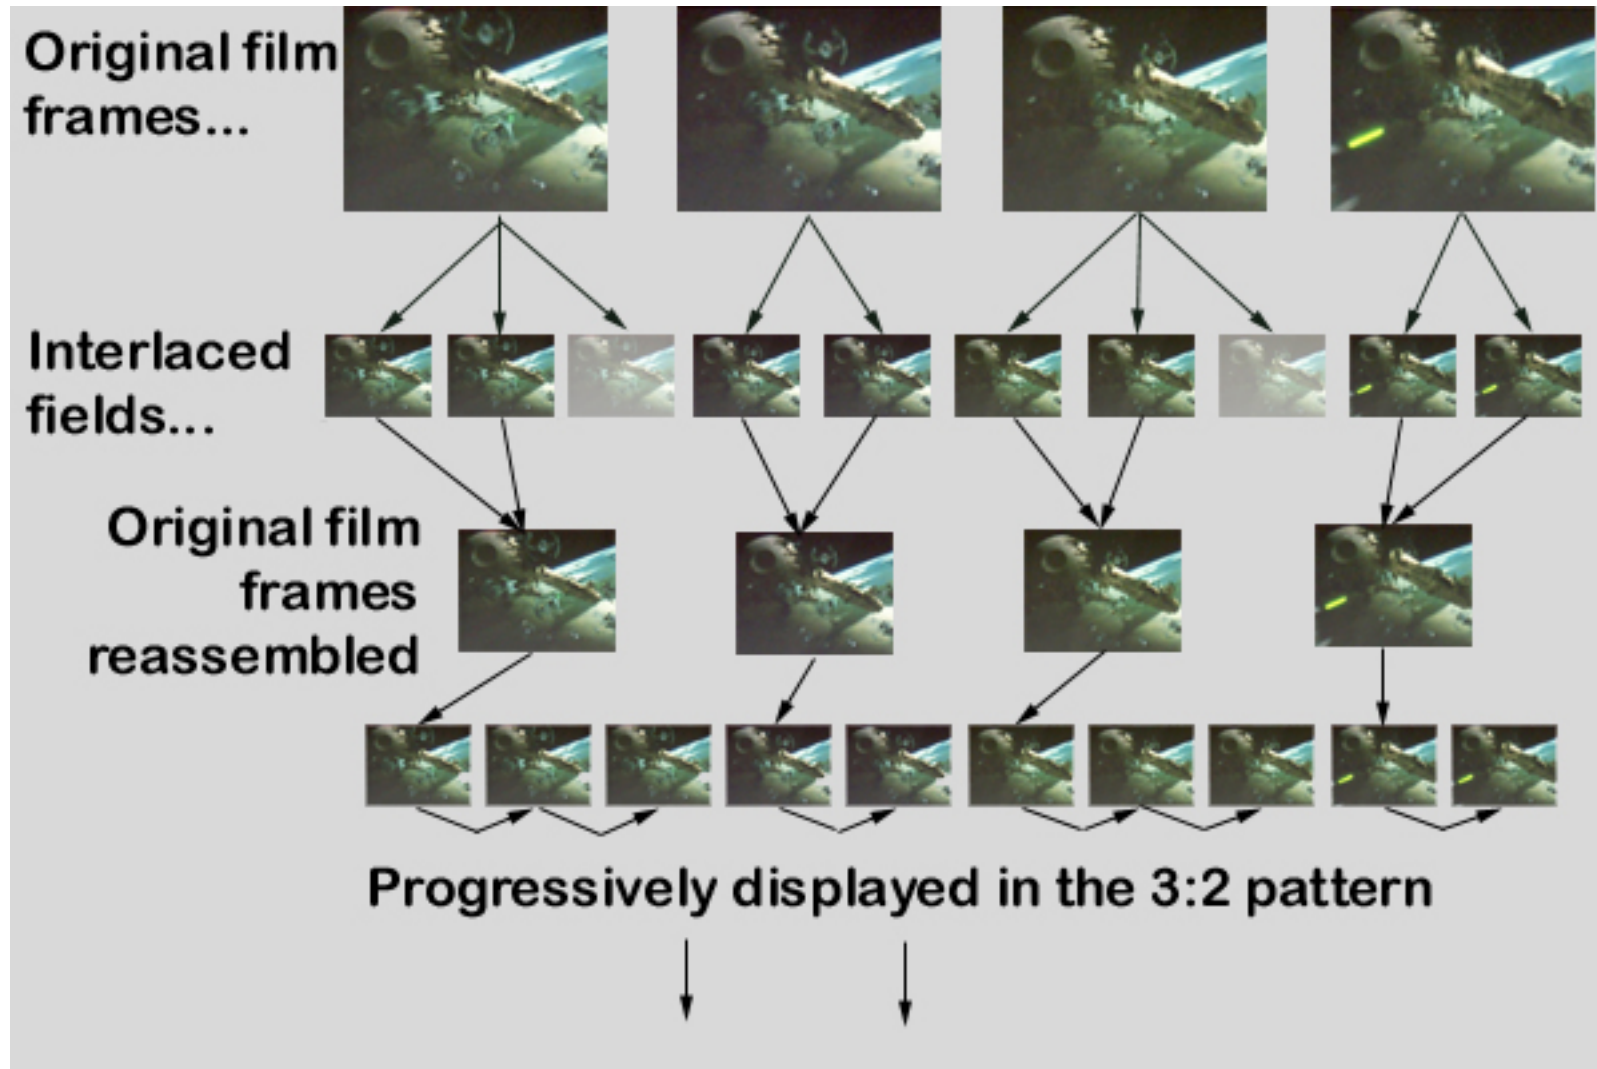 Original film
frames...
Interlaced
fields...
Original film
frames
reassembled
Progressively displayed in the 3:2 pattern